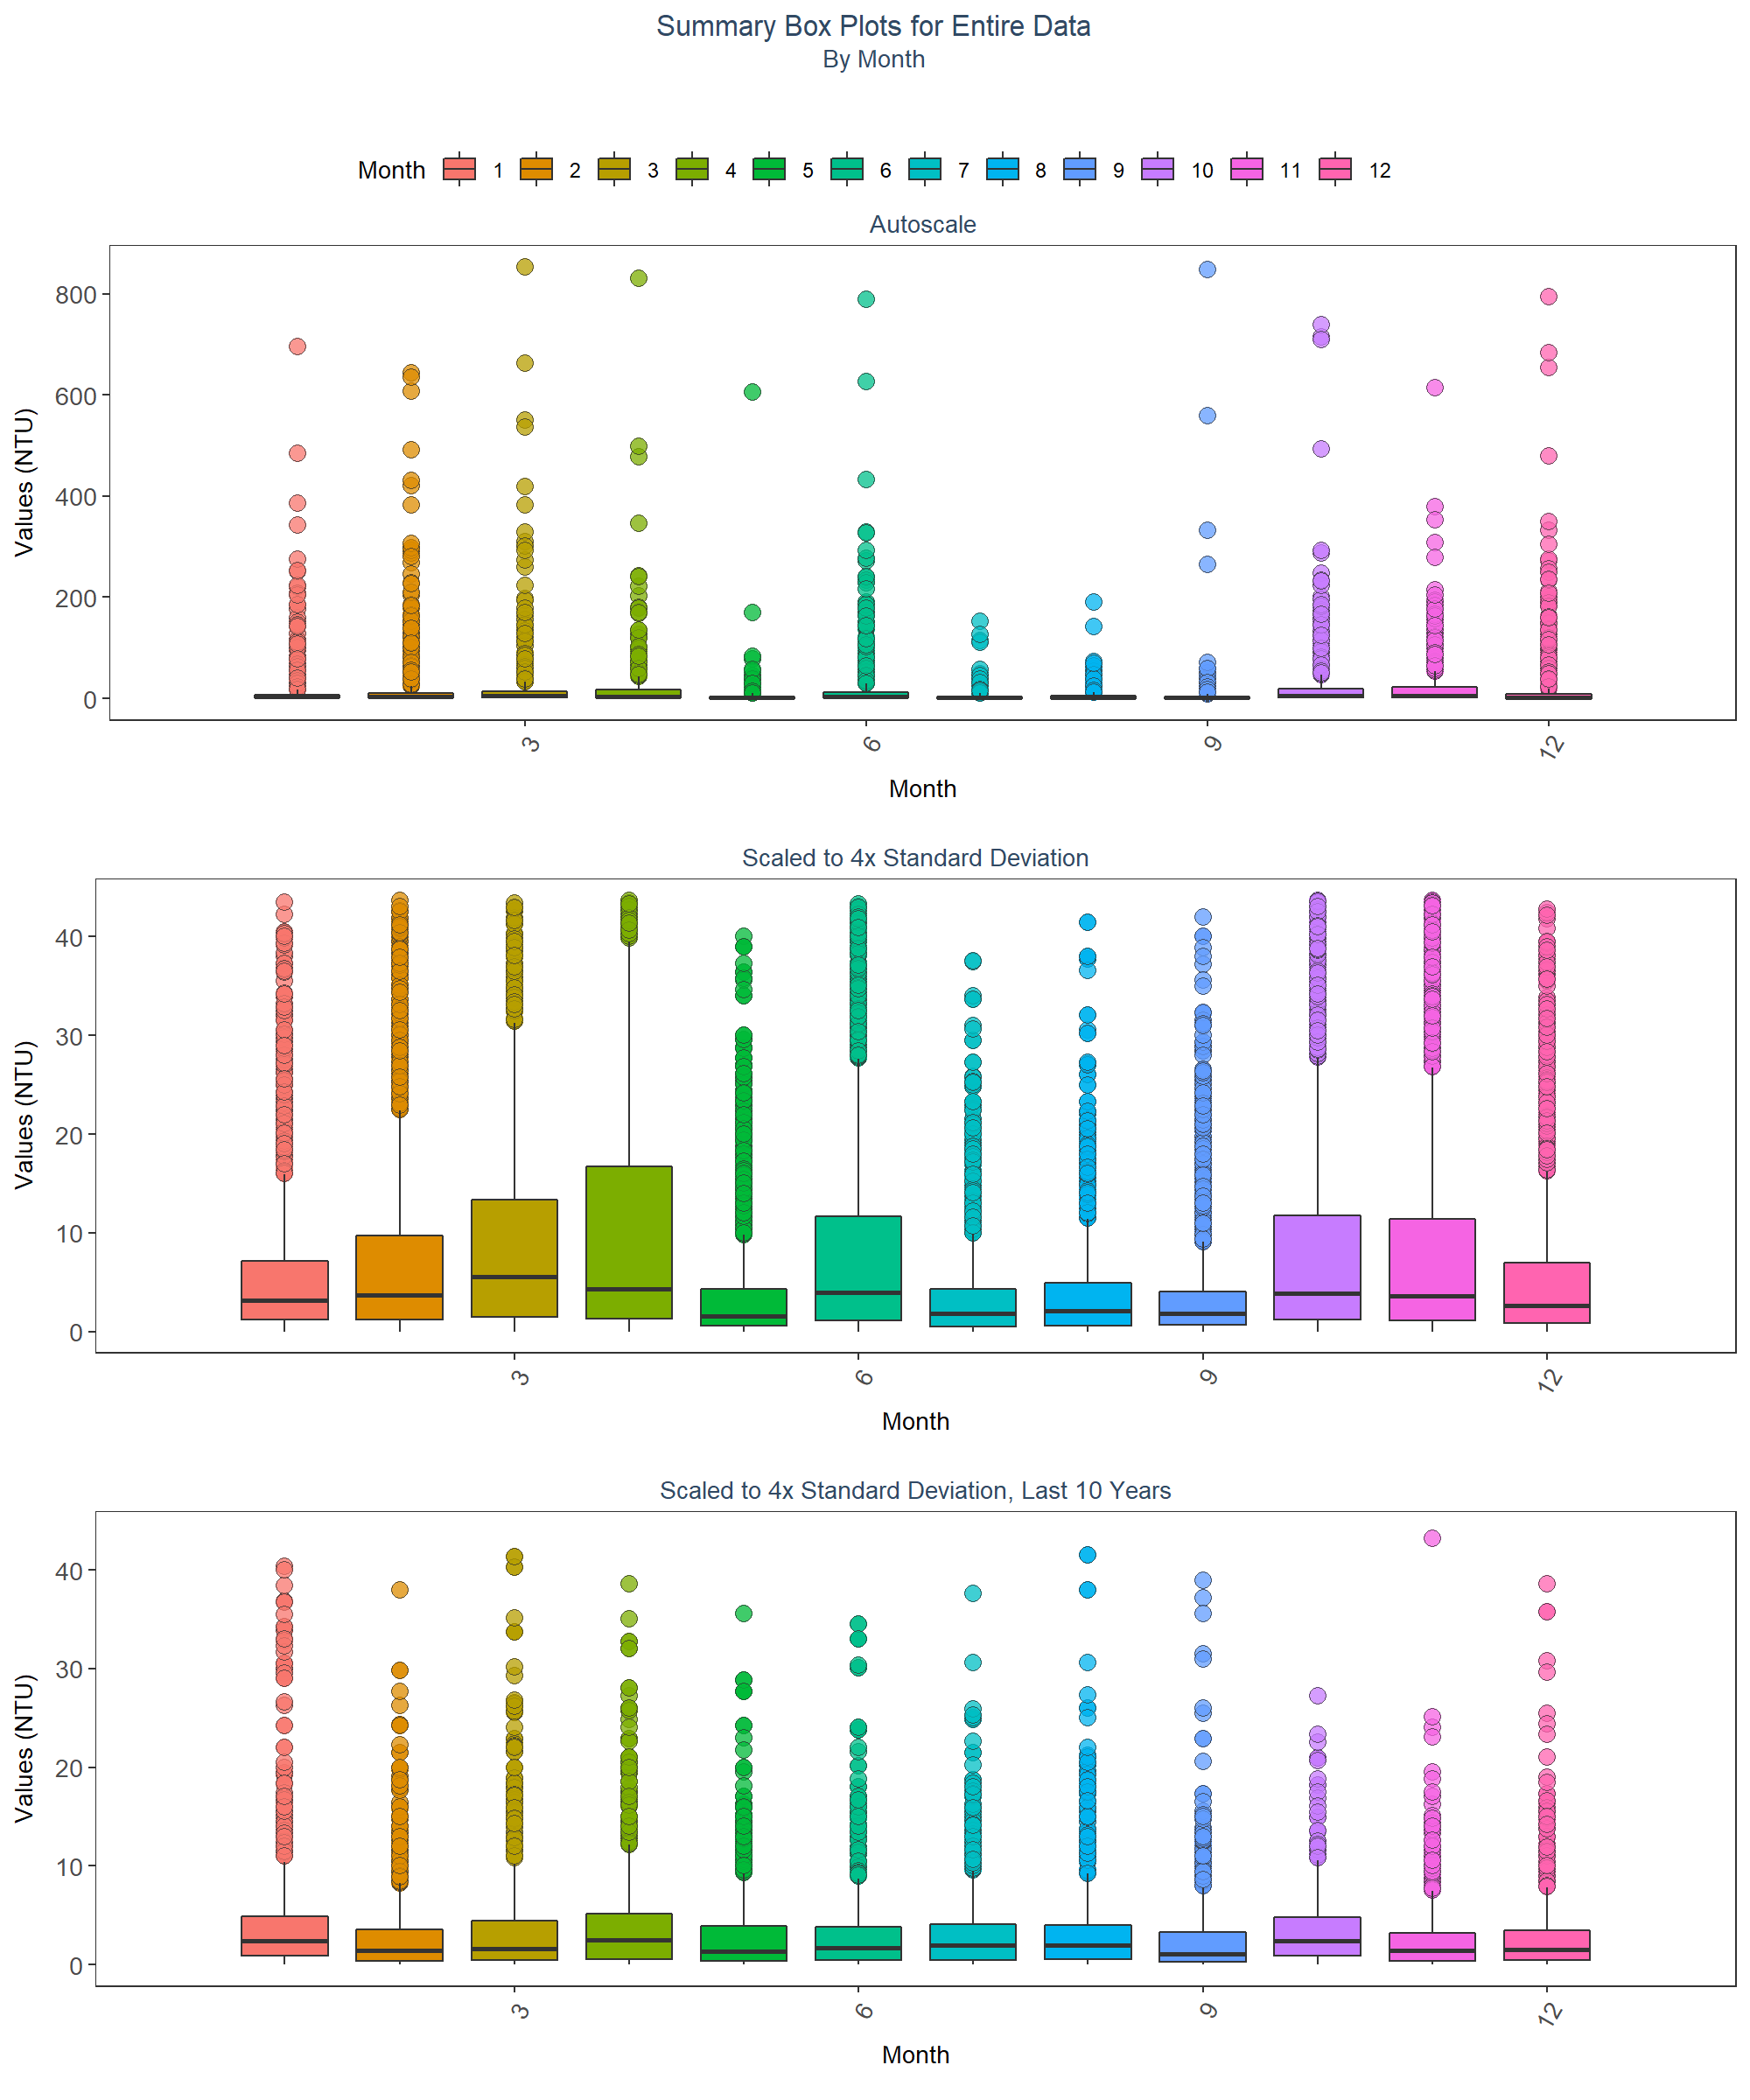 Summary Box Plots for Entire Data
By Month
Month 1 2 3 4 5 6 7 8 9 10 11 12
Autoscale
Values (NTU)
800
600
400
200
0
3 6 9 12
Month
Scaled to 4x Standard Deviation
Values (NTU)
40
30
20
10
0
3 6 9 12
Month
Scaled to 4x Standard Deviation, Last 10 Years
Values (NTU)
40
30
20
10
0
3 6 9 12
Month